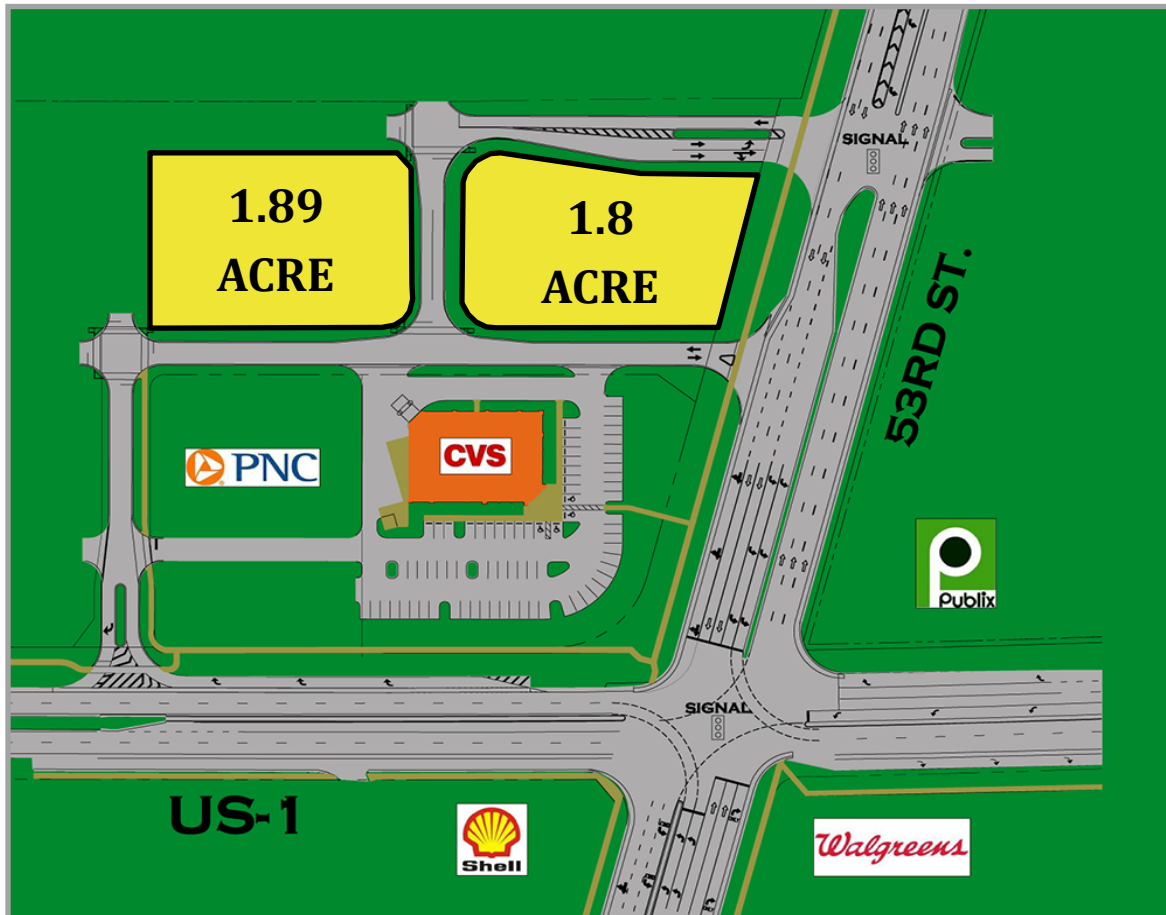 SIGNAL
1.89
ACRE
1.8
ACRE
53RD ST.
PNC
CVS
Publix
SIGNAL
US-1
Shell
Walgreens